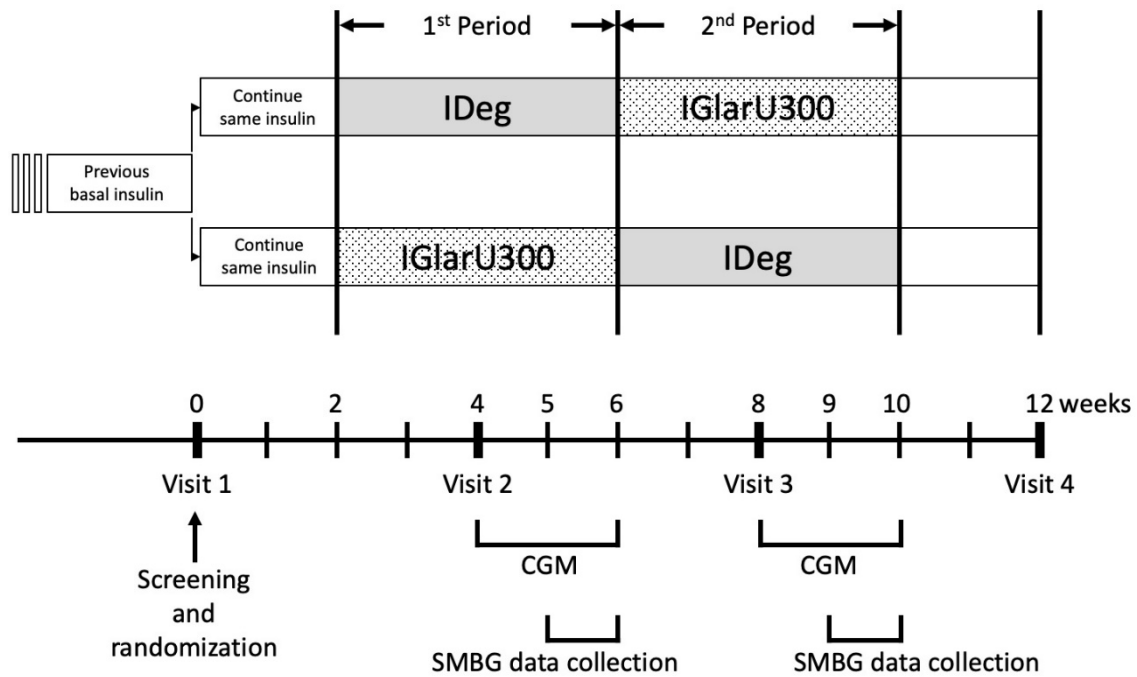 1st Period
2nd Period
Continue
same insulin
IDeg
IGlarU300
Previous
basal insulin
Continue
same insulin
IGlarU300
IDeg
0 2 4 5 6 8 9 10 12 weeks
Visit 1 Visit 2 Visit 3 Visit 4
Screening
and
randomization
CGM
CGM
SMBG data collection
SMBG data collection